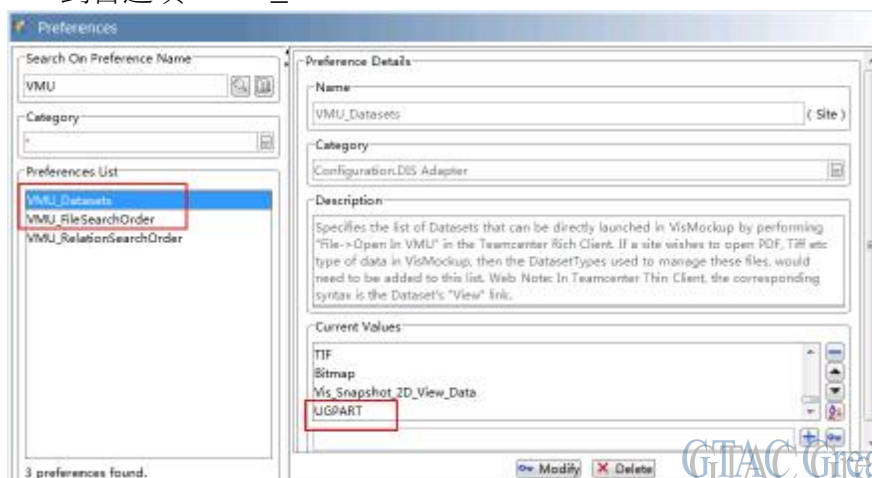 Preferences
Search On Preference Name
VMU
Category
*
Preferences List
VMU_Datasets
VMU_FileSearchOrder
VMU_RelationSearchOrder
3 preferences found.
Preference Details
Name
VMU_Datasets
( Site )
Category
Configuration.DIS Adapter
Description
Specifies the list of Datasets that can be directly launched in VisMockup by performing
"File->Open In VMU" in the Teamcenter Rich Client. If a site wishes to open PDF, Tiff etc
type of data in VisMockup, then the DatasetTypes used to manage these files, would
need to be added to this list. Web Note: In Teamcenter Thin Client, the corresponding
syntax is the Dataset's "View" link.
Current Values
TIF
Bitmap
Vis_Snapshot_2D_View_Data
UGPART
Modify
Delete
GTAC Grea